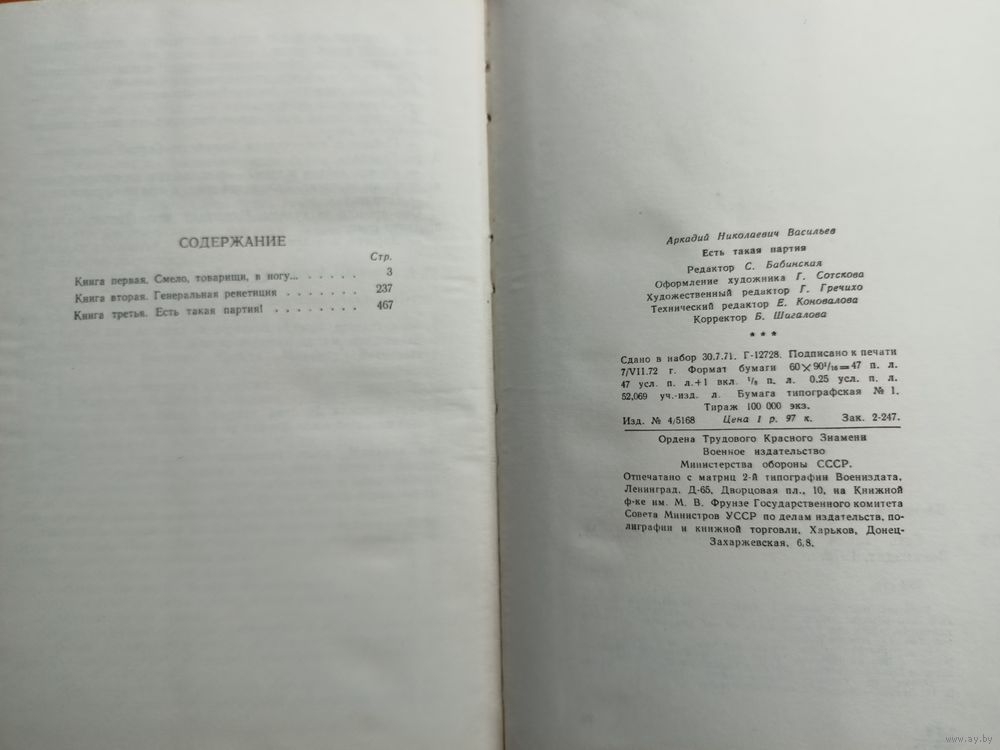 СОДЕРЖАНИЕ
Стр.
Книга первая. Смело, товарищи, в ногу... . . . . . 3
Книга вторая. Генеральная репетиция . . . . . . . 237
Книга третья. Есть такая партия! . . . . . . . . 467
Аркадий Николаевич Васильев
Есть такая партия
Редактор С. Бабинская
Оформление художника Г. Сотскова
Художественный редактор Г. Гречихо
Технический редактор Е. Коновалова
Корректор Б. Шигалова
* * *
Сдано в набор 30.7.71. Г-12728. Подписано к печати
7/VII.72 г. Формат бумаги 60×90¹/₁₆=47 п. л.
47 усл. п. л.+1 вкл. ¹/₈ п. л. 0.25 усл. п. л.
52,069 уч.-изд. л. Бумага типографская № 1.
Тираж 100 000 экз.
Изд. № 4/5168 Цена 1 р. 97 к. Зак. 2-247.
Ордена Трудового Красного Знамени
Военное издательство
Министерства обороны СССР.
Отпечатано с матриц 2-й типографии Воениздата,
Ленинград, Д-65, Дворцовая пл., 10, на Книжной
ф-ке им. М. В. Фрунзе Государственного комитета
Совета Министров УССР по делам издательств, по-
лиграфии и книжной торговли, Харьков, Донец-
Захаржевская, 6/8.
www.ay.by